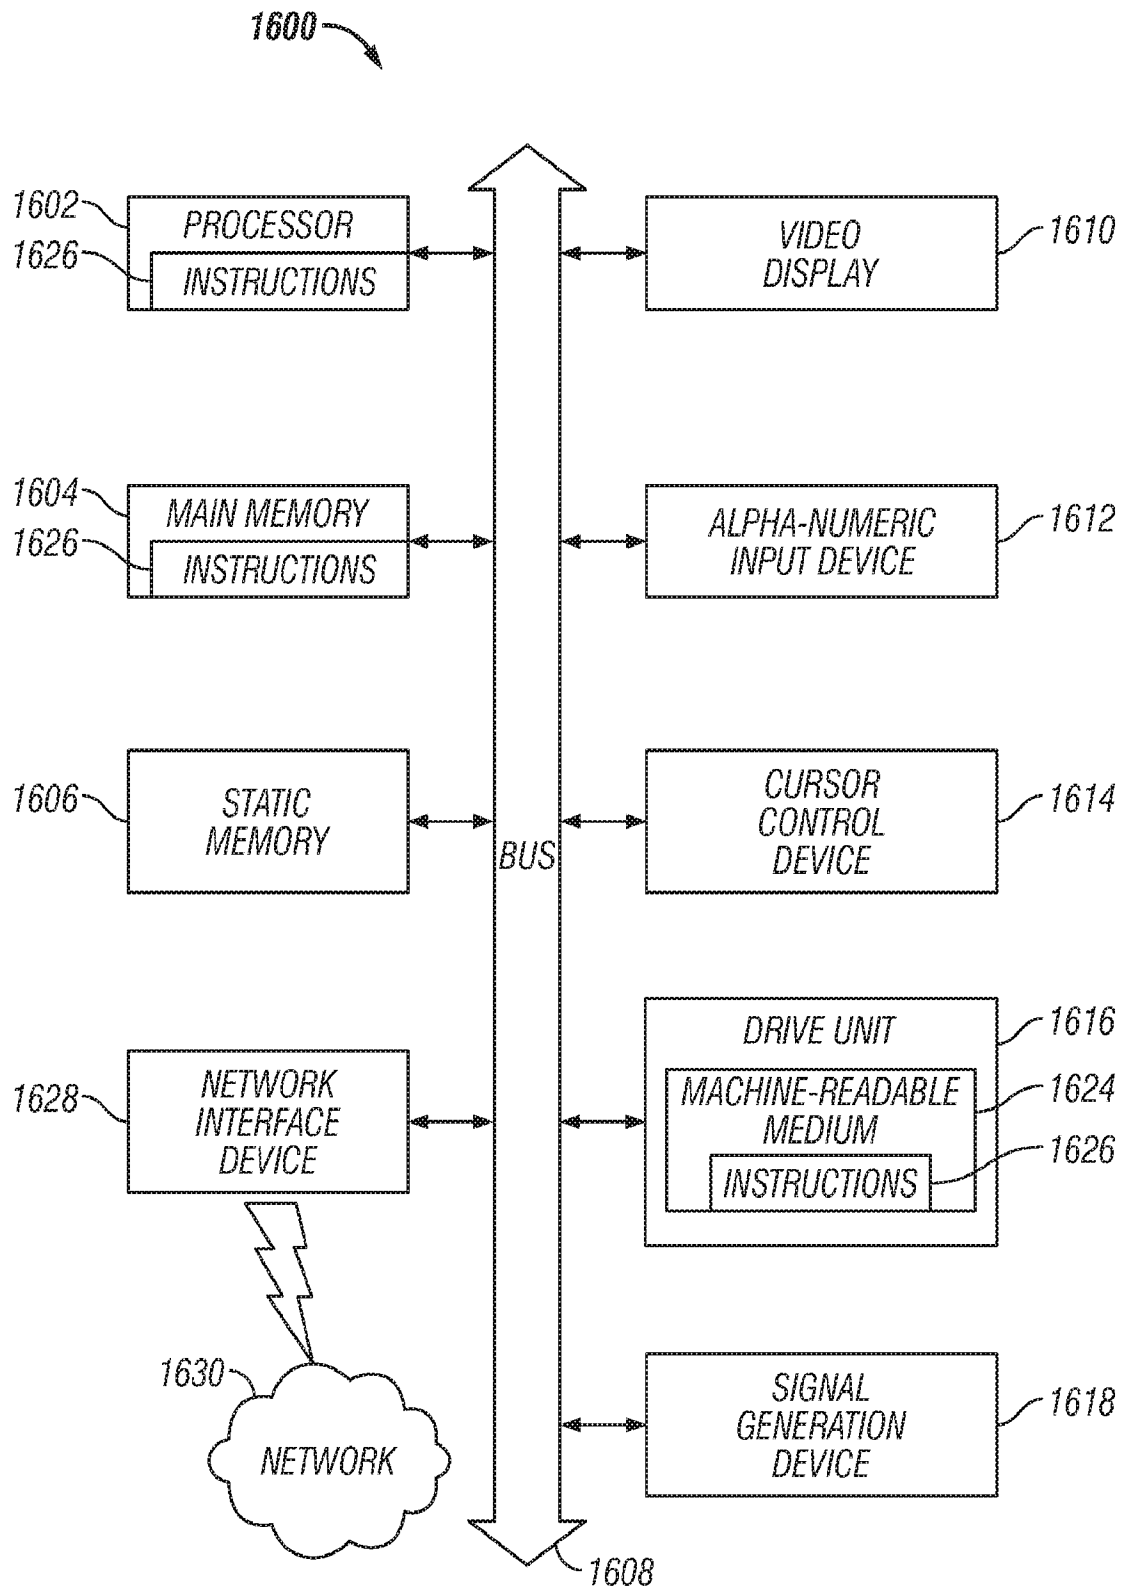 1600
1602
PROCESSOR
1626
INSTRUCTIONS
VIDEO
DISPLAY
1610
1604
MAIN MEMORY
1626
INSTRUCTIONS
ALPHA-NUMERIC
INPUT DEVICE
1612
1606
STATIC
MEMORY
BUS
CURSOR
CONTROL
DEVICE
1614
1628
NETWORK
INTERFACE
DEVICE
DRIVE UNIT
1616
MACHINE-READABLE
MEDIUM
1624
INSTRUCTIONS
1626
1630
NETWORK
SIGNAL
GENERATION
DEVICE
1618
1608